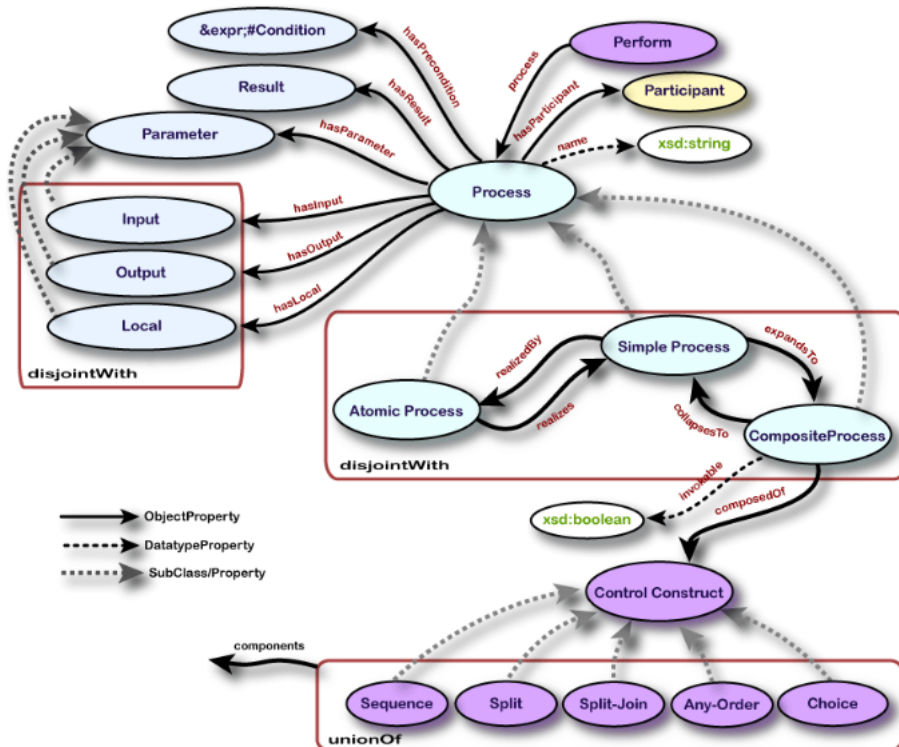 &expr;#Condition
Perform
hasPrecondition
process
Result
hasResult
hasParticipant
Participant
Parameter
hasParameter
name
xsd:string
Process
Input
hasInput
Output
hasOutput
Local
hasLocal
disjointWith
Simple Process
expandsTo
realizedBy
realizes
Atomic Process
collapsesTo
CompositeProcess
disjointWith
invokable
composedOf
xsd:boolean
ObjectProperty
DatatypeProperty
SubClass/Property
Control Construct
components
Sequence
Split
Split-Join
Any-Order
Choice
unionOf